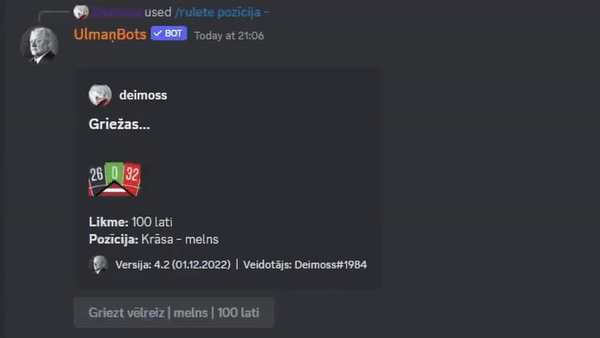 used /rulete pozīcija -
UlmaņBots ✓ BOT Today at 21:06
deimoss
Griežas...
26 0 32
Likme: 100 lati
Pozīcija: Krāsa - melns
Versija: 4.2 (01.12.2022) | Veidotājs: Deimoss#1984
Griezt vēlreiz | melns | 100 lati